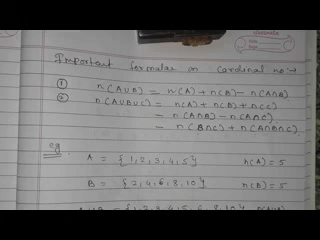 Important formulas on Cardinal no:-
① n(A∪B) = n(A) + n(B) - n(A∩B)
② n(A∪B∪C) = n(A) + n(B) + n(C)
= n(A∩B) - n(A∩C)
= n(B∩C) + n(A∩B∩C)
eg
A = {1,2,3,4,5} n(A) = 5
B = {2,4,6,8,10} n(B) = 5